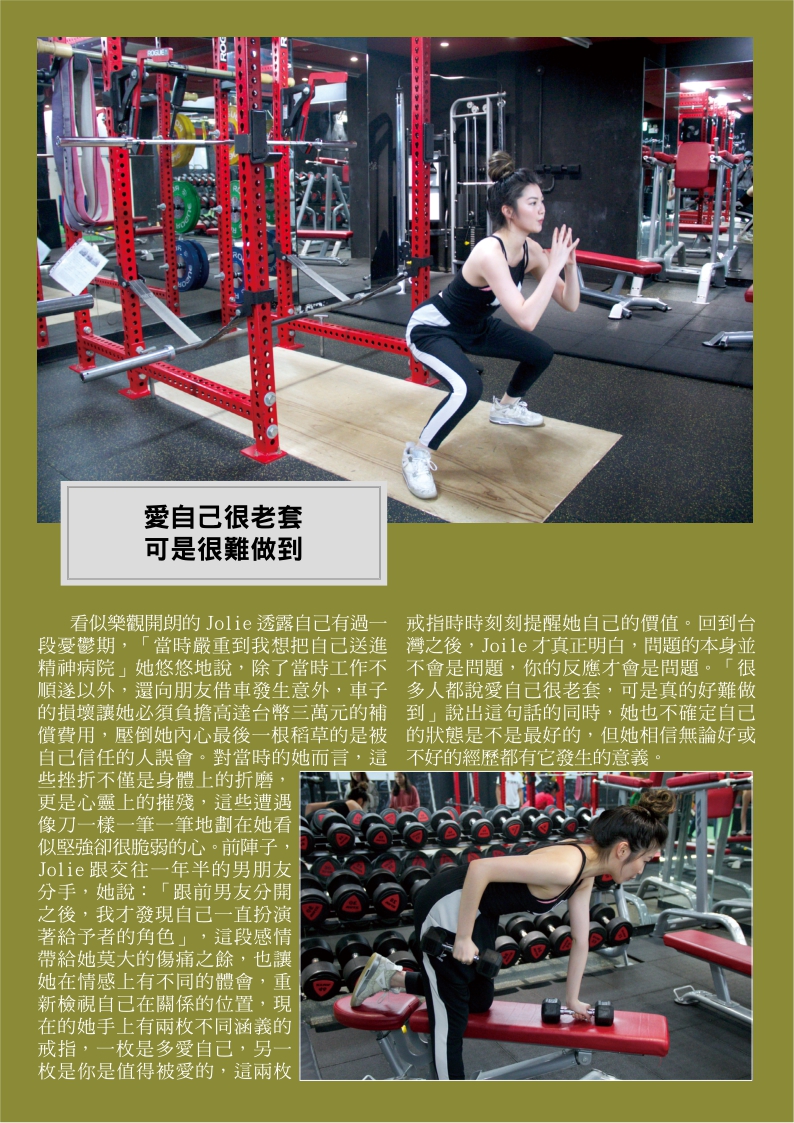 ROGUE
愛自己很老套
可是很難做到
看似樂觀開朗的 Jolie 透露自己有過一
段憂鬱期，「當時嚴重到我想把自己送進
精神病院」她悠悠地說，除了當時工作不
順遂以外，還向朋友借車發生意外，車子
的損壞讓她必須負擔高達台幣三萬元的補
償費用，壓倒她內心最後一根稻草的是被
自己信任的人誤會。對當時的她而言，這
些挫折不僅是身體上的折磨，
更是心靈上的摧殘，這些遭遇
像刀一樣一筆一筆地劃在她看
似堅強卻很脆弱的心。前陣子，
Jolie 跟交往一年半的男朋友
分手，她說：「跟前男友分開
之後，我才發現自己一直扮演
著給予者的角色」，這段感情
帶給她莫大的傷痛之餘，也讓
她在情感上有不同的體會，重
新檢視自己在關係的位置，現
在的她手上有兩枚不同涵義的
戒指，一枚是多愛自己，另一
枚是你是值得被愛的，這兩枚
戒指時時刻刻提醒她自己的價值。回到台
灣之後，Joile 才真正明白，問題的本身並
不會是問題，你的反應才會是問題。「很
多人都說愛自己很老套，可是真的好難做
到」說出這句話的同時，她也不確定自己
的狀態是不是最好的，但她相信無論好或
不好的經歷都有它發生的意義。